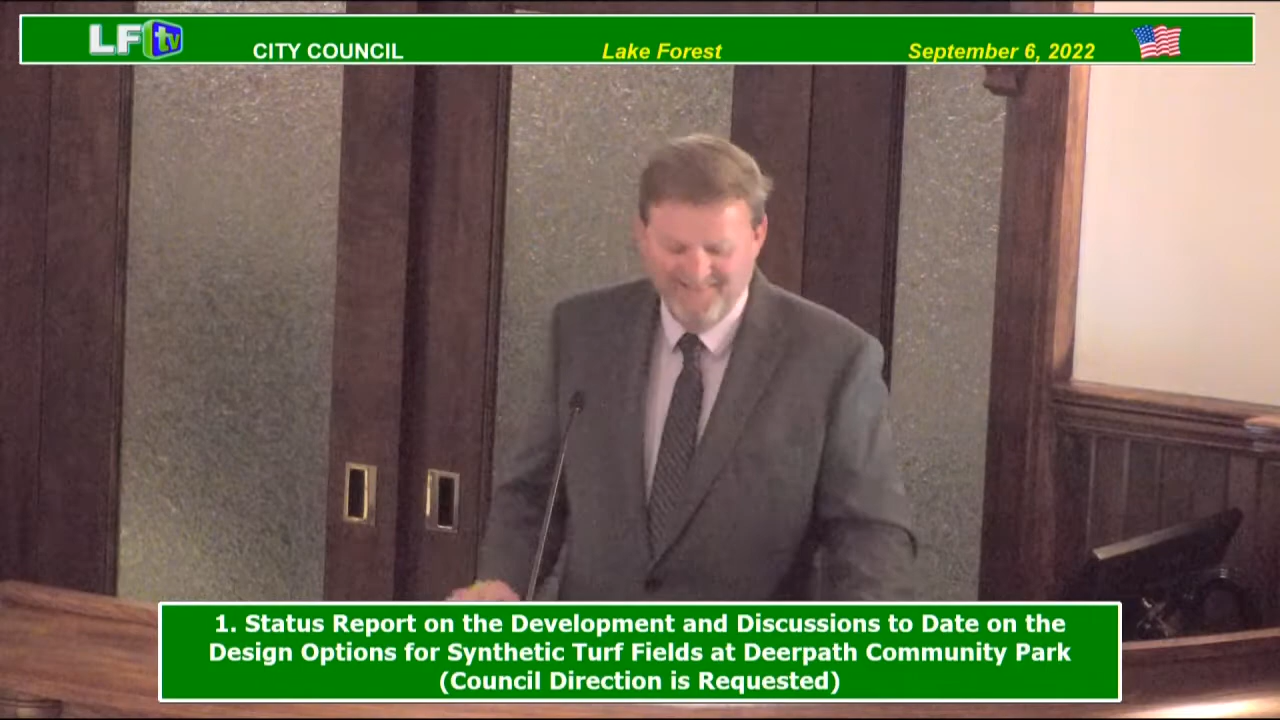 LFtv
CITY COUNCIL
Lake Forest
September 6, 2022
1. Status Report on the Development and Discussions to Date on the
Design Options for Synthetic Turf Fields at Deerpath Community Park
(Council Direction is Requested)